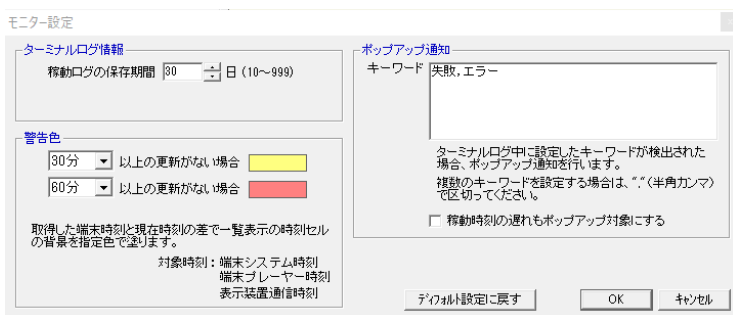 モニター設定
ターミナルログ情報
稼動ログの保存期間 30 日 (10～999)
警告色
30分 以上の更新がない場合
60分 以上の更新がない場合
取得した端末時刻と現在時刻の差で一覧表示の時刻セル
の背景を指定色で塗ります。
対象時刻：端末システム時刻
端末プレーヤー時刻
表示装置通信時刻
ポップアップ通知
キーワード 失敗,エラー
ターミナルログ中に設定したキーワードが検出された
場合、ポップアップ通知を行います。
複数のキーワードを設定する場合は、","(半角カンマ)
で区切ってください。
稼動時刻の遅れもポップアップ対象にする
ディフォルト設定に戻す
OK
キャンセル